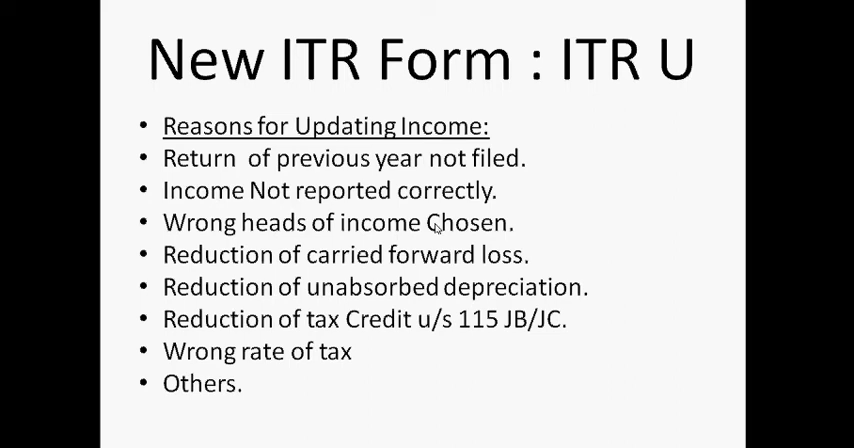 New ITR Form : ITR U
• Reasons for Updating Income:
• Return of previous year not filed.
• Income Not reported correctly.
• Wrong heads of income Chosen.
• Reduction of carried forward loss.
• Reduction of unabsorbed depreciation.
• Reduction of tax Credit u/s 115 JB/JC.
• Wrong rate of tax
• Others.